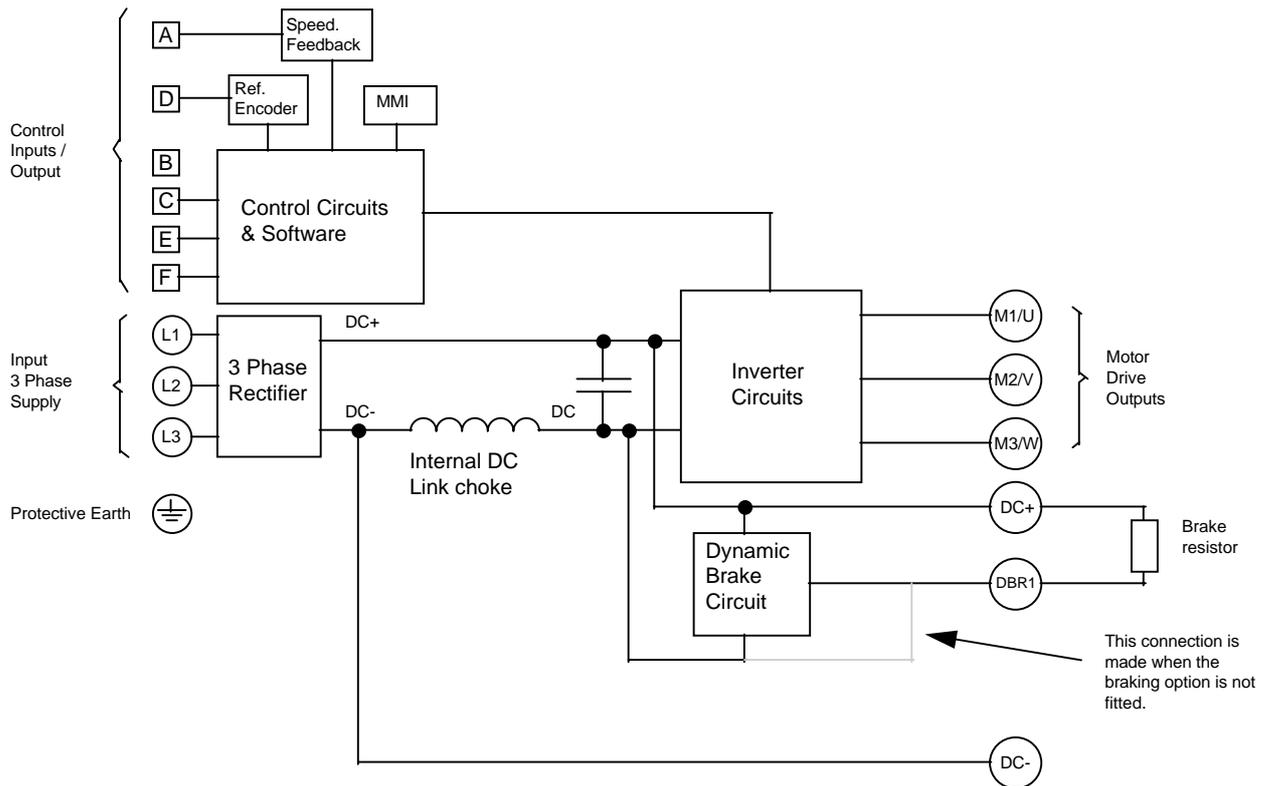 A
Speed.
Feedback
D
Ref.
Encoder
MMI
Control
Inputs /
Output
B
C
E
F
Control Circuits
& Software
Input
3 Phase
Supply
L1
L2
L3
3 Phase
Rectifier
DC+
DC-
DC
Internal DC
Link choke
Inverter
Circuits
M1/U
M2/V
M3/W
Motor
Drive
Outputs
Protective Earth
DC+
Brake
resistor
Dynamic
Brake
Circuit
DBR1
This connection is
made when the
braking option is not
fitted.
DC-